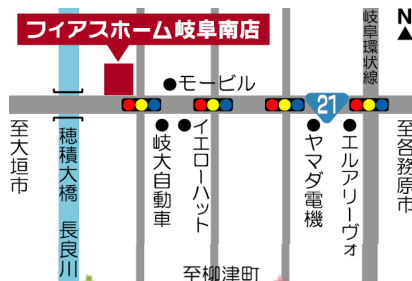 フィアスホーム岐阜南店
N
岐阜環状線
モービル
21
至大垣市
穂積大橋
長良川
岐大自動車
イエローハット
ヤマダ電機
エルアリーヴォ
至各務原市
至柳津町